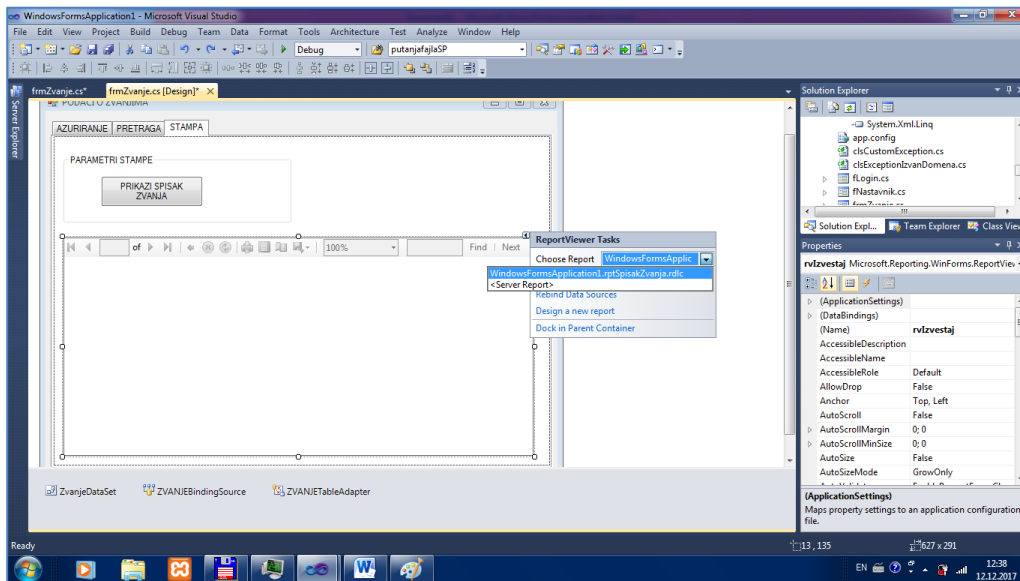 WindowsFormsApplication1 - Microsoft Visual Studio
File Edit View Project Build Debug Team Data Format Tools Architecture Test Analyze Window Help
Debug putanjafajlaSP
frmZvanje.cs* frmZvanje.cs [Design]*
Server Explorer
PODACI O ZVANJIMA
AZURIRANJE PRETRAGA STAMPA
PARAMETRI STAMPE
PRIKAZI SPISAK
ZVANJA
of 100% Find Next
ReportViewer Tasks
Choose Report WindowsFormsApplic
WindowsFormsApplication1.rptSpisakZvanja.rdlc
<Server Report>
Rebind Data Sources
Design a new report
Dock in Parent Container
ZvanjeDataSet ZVANJEBindingSource ZVANJETableAdapter
Solution Explorer
System.Xml.Linq
app.config
clsCustomException.cs
clsExceptionIzvanDomena.cs
fLogin.cs
fNastavnik.cs
frmZvanje.cs
Solution Expl... Team Explorer Class View
Properties
rvIzvestaj Microsoft.Reporting.WinForms.ReportView
(ApplicationSettings)
(DataBindings)
(Name) rvIzvestaj
AccessibleDescription
AccessibleName
AccessibleRole Default
AllowDrop False
Anchor Top, Left
AutoScroll False
AutoScrollMargin 0; 0
AutoScrollMinSize 0; 0
AutoSize False
AutoSizeMode GrowOnly
(ApplicationSettings)
Maps property settings to an application configuration
file.
Ready 13 , 135 627 x 291
EN 12:38
12.12.2017